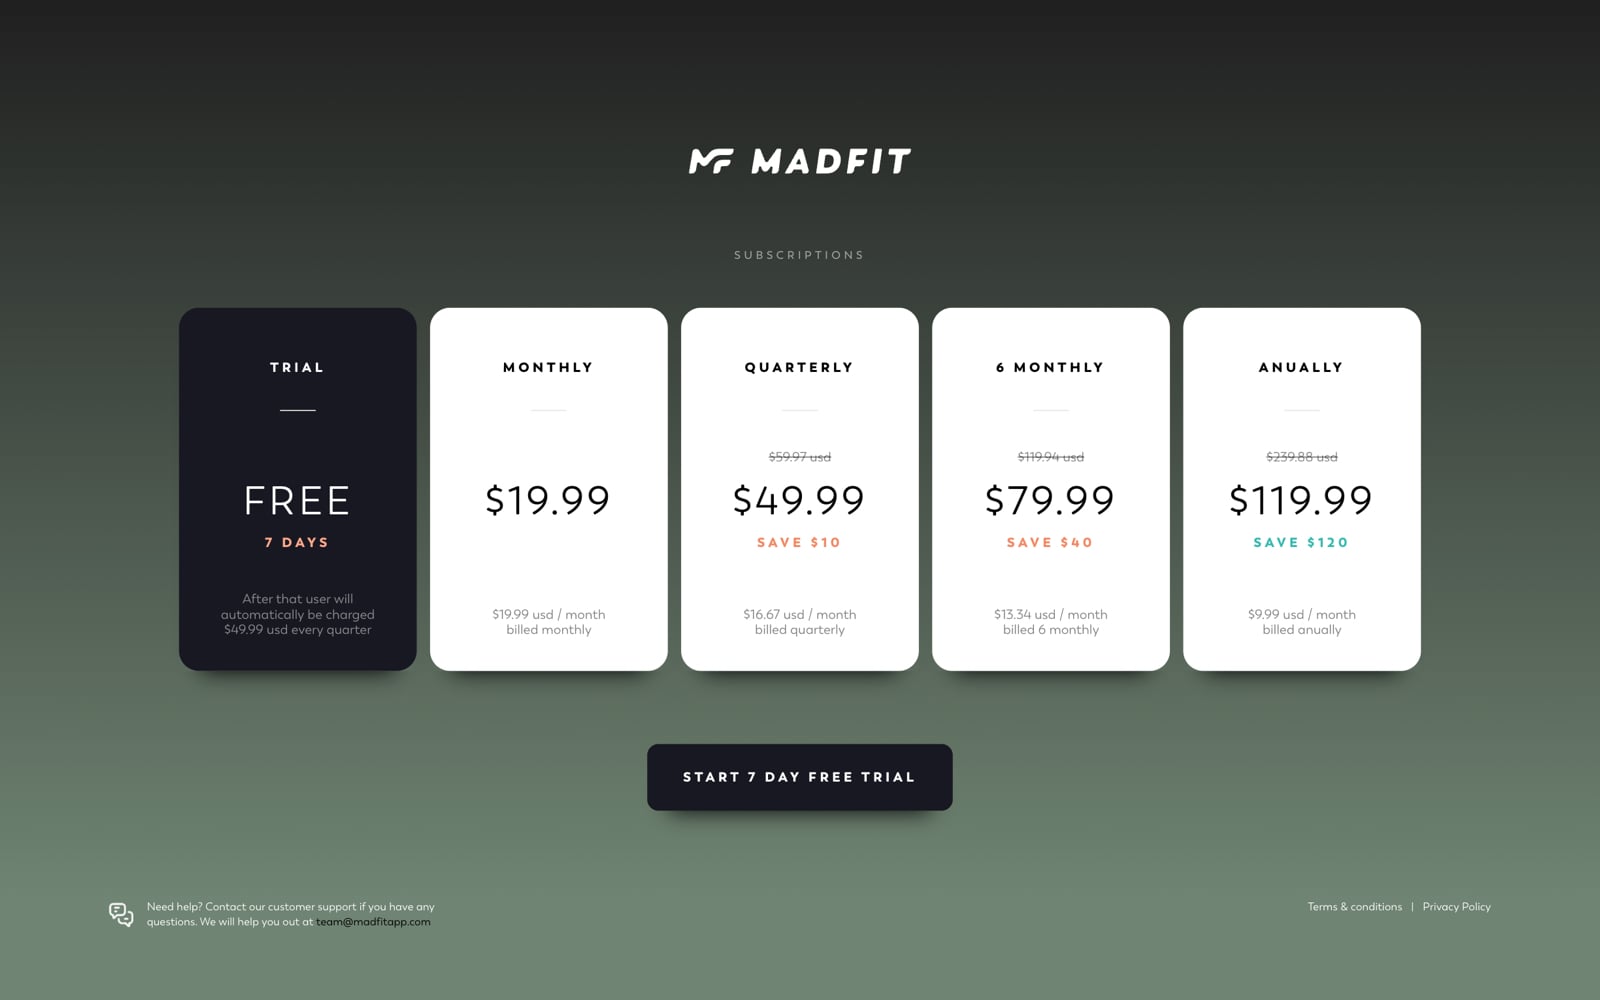 MF MADFIT
SUBSCRIPTIONS
TRIAL
FREE
7 DAYS
After that user will
automatically be charged
$49.99 usd every quarter
MONTHLY
$19.99
$19.99 usd / month
billed monthly
QUARTERLY
$59.97 usd
$49.99
SAVE $10
$16.67 usd / month
billed quarterly
6 MONTHLY
$119.94 usd
$79.99
SAVE $40
$13.34 usd / month
billed 6 monthly
ANUALLY
$239.88 usd
$119.99
SAVE $120
$9.99 usd / month
billed anually
START 7 DAY FREE TRIAL
Need help? Contact our customer support if you have any
questions. We will help you out at team@madfitapp.com
Terms & conditions | Privacy Policy